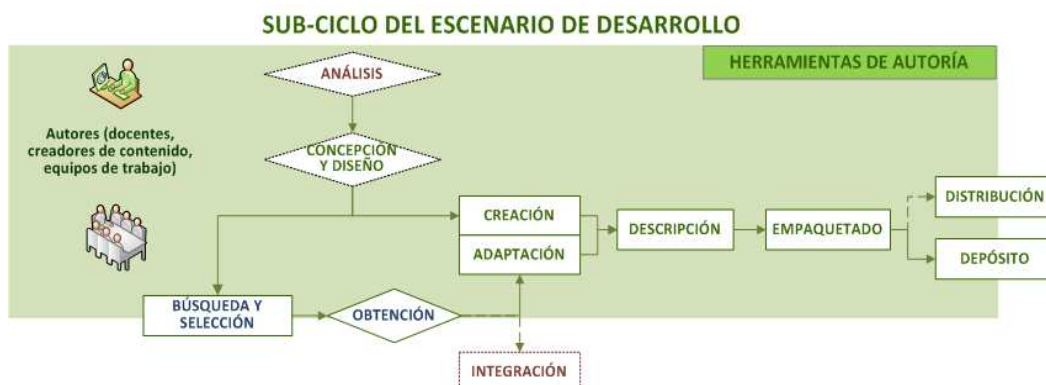 SUB-CICLO DEL ESCENARIO DE DESARROLLO
HERRAMIENTAS DE AUTORÍA
ANÁLISIS
Autores (docentes,
creadores de contenido,
equipos de trabajo)
CONCEPCIÓN
Y DISEÑO
CREACIÓN
ADAPTACIÓN
DESCRIPCIÓN
EMPAQUETADO
DISTRIBUCIÓN
DEPÓSITO
BÚSQUEDA Y
SELECCIÓN
OBTENCIÓN
INTEGRACIÓN